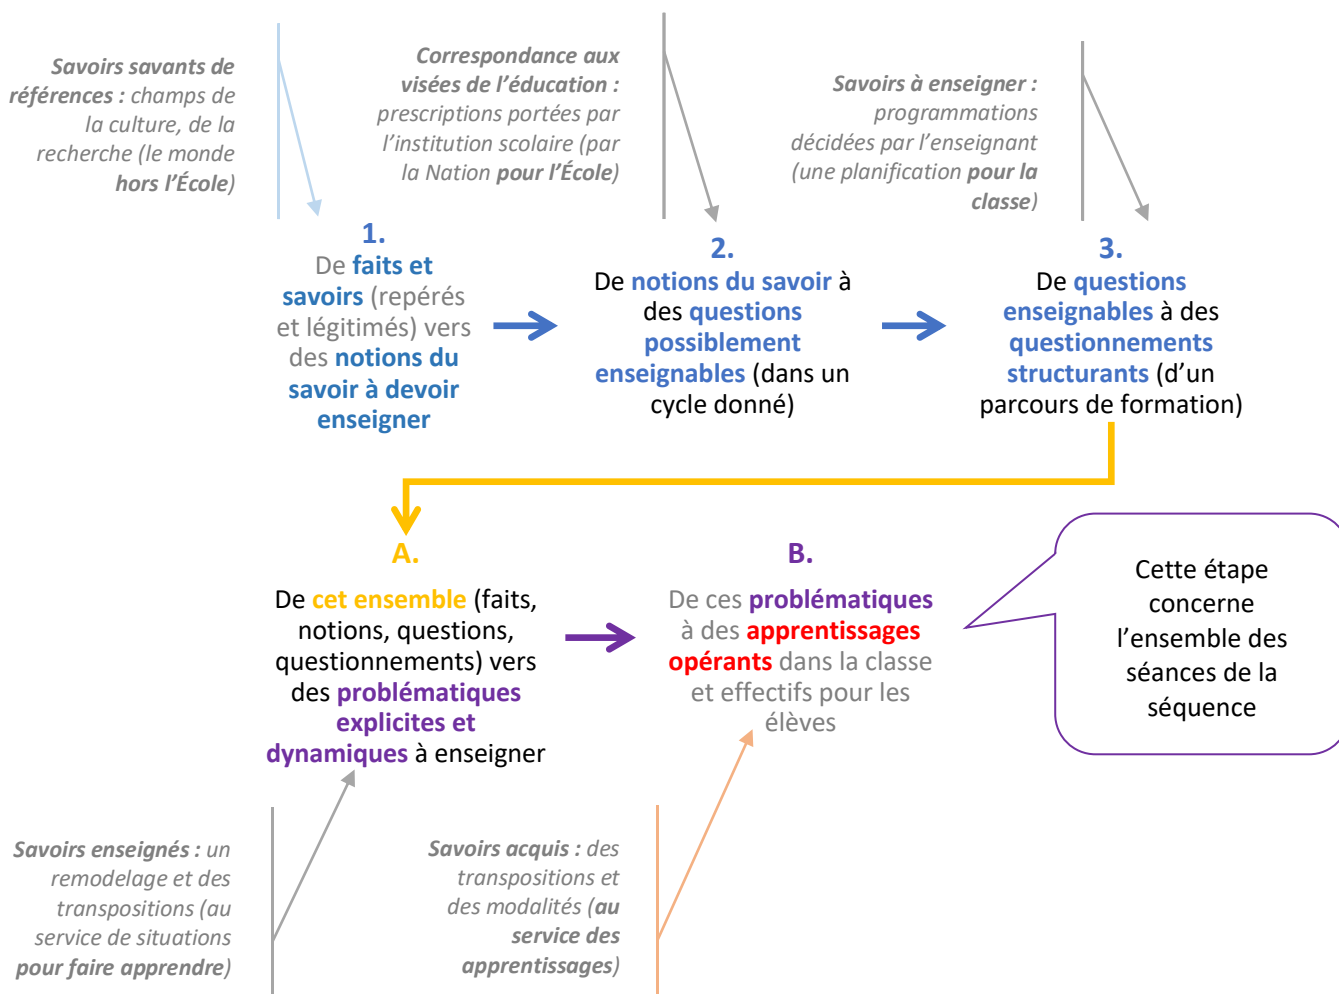 Savoirs savants de
références : champs de
la culture, de la
recherche (le monde
hors l’École)
Correspondance aux
visées de l’éducation :
prescriptions portées par
l’institution scolaire (par
la Nation pour l’École)
Savoirs à enseigner :
programmations
décidées par l’enseignant
(une planification pour la
classe)
1.
De faits et
savoirs (repérés
et légitimés) vers
des notions du
savoir à devoir
enseigner
2.
De notions du savoir à
des questions
possiblement
enseignables (dans un
cycle donné)
3.
De questions
enseignables à des
questionnements
structurants (d’un
parcours de formation)
A.
De cet ensemble (faits,
notions, questions,
questionnements) vers
des problématiques
explicites et
dynamiques à enseigner
B.
De ces problématiques
à des apprentissages
opérants dans la classe
et effectifs pour les
élèves
Cette étape
concerne
l’ensemble des
séances de la
séquence
Savoirs enseignés : un
remodelage et des
transpositions (au
service de situations
pour faire apprendre)
Savoirs acquis : des
transpositions et
des modalités (au
service des
apprentissages)